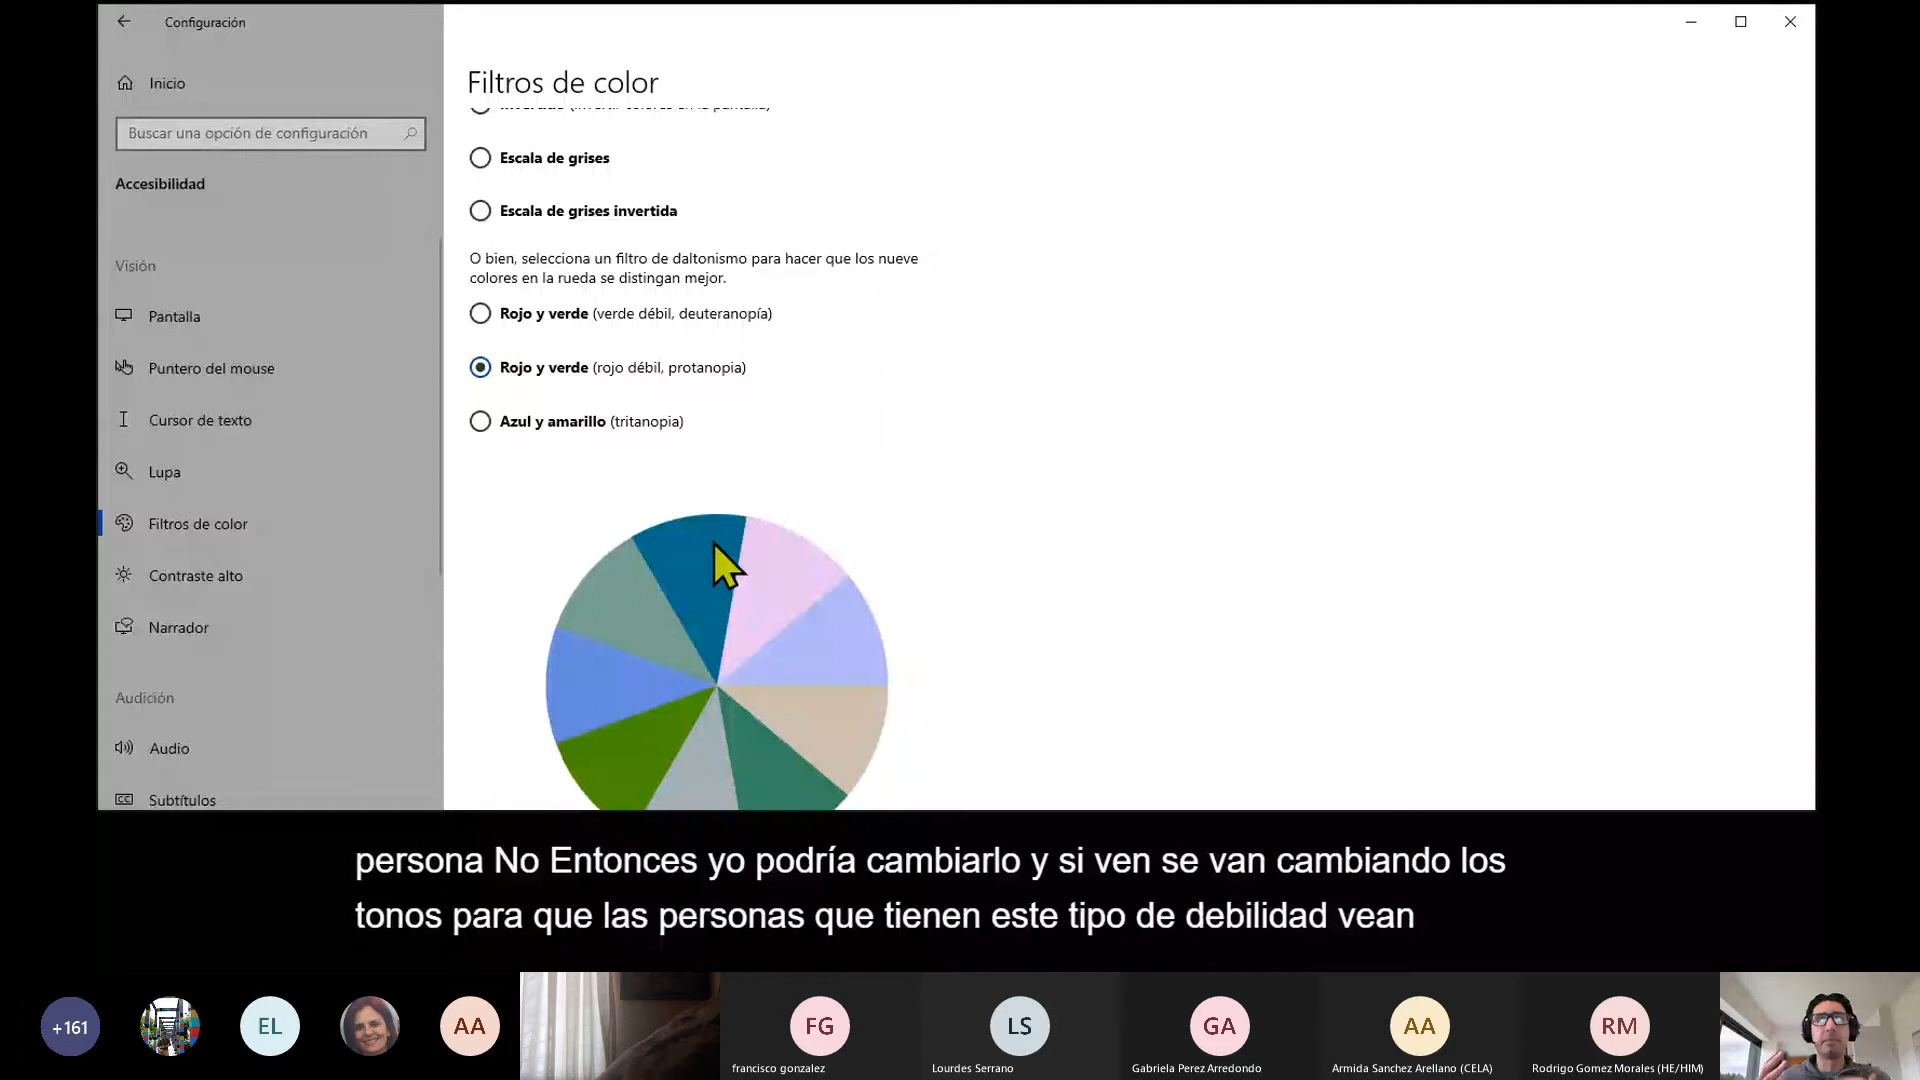 Configuración
Inicio
Buscar una opción de configuración
Accesibilidad
Visión
Pantalla
Puntero del mouse
Cursor de texto
Lupa
Filtros de color
Contraste alto
Narrador
Audición
Audio
Subtítulos
Filtros de color
Escala de grises
Escala de grises invertida
O bien, selecciona un filtro de daltonismo para hacer que los nueve
colores en la rueda se distingan mejor.
Rojo y verde (verde débil, deuteranopía)
Rojo y verde (rojo débil, protanopia)
Azul y amarillo (tritanopia)
persona No Entonces yo podría cambiarlo y si ven se van cambiando los
tonos para que las personas que tienen este tipo de debilidad vean
+161
EL
AA
FG
francisco gonzalez
LS
Lourdes Serrano
GA
Gabriela Perez Arredondo
AA
Armida Sanchez Arellano (CELA)
RM
Rodrigo Gomez Morales (HE/HIM)